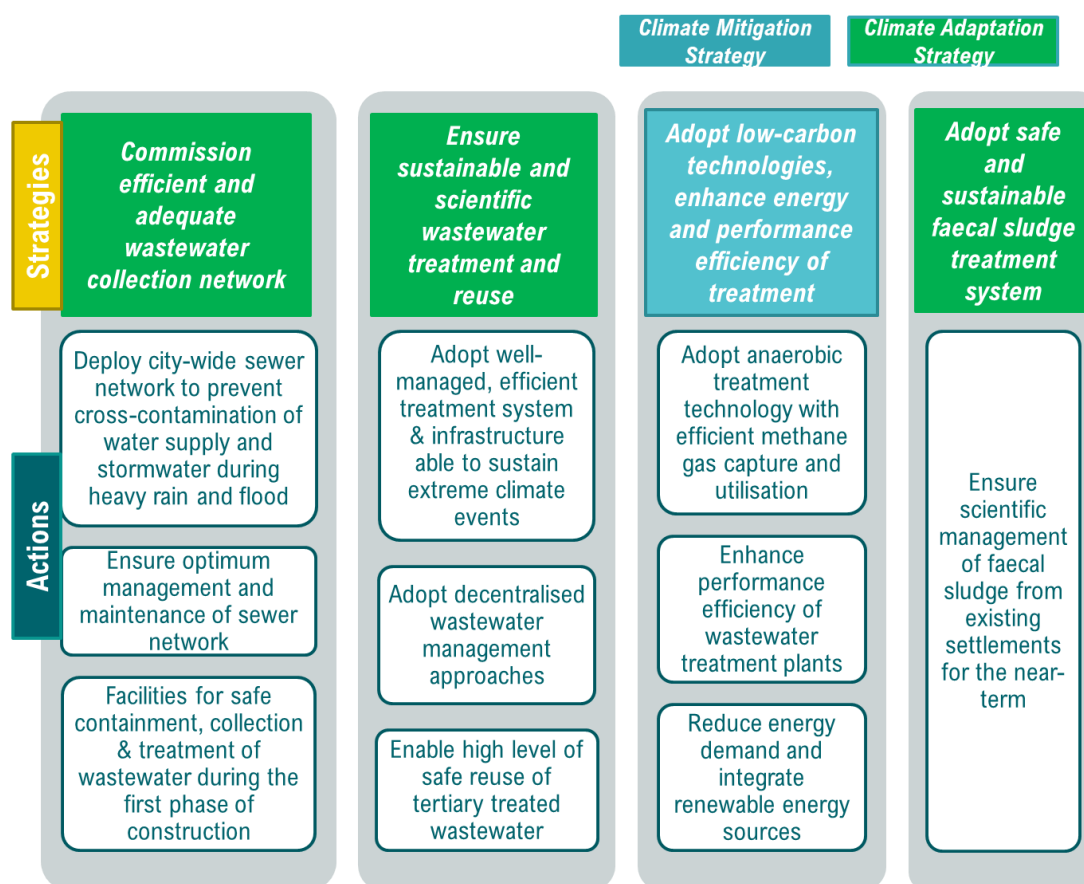 Climate Mitigation
Strategy
Climate Adaptation
Strategy
Strategies
Commission
efficient and
adequate
wastewater
collection network
Ensure
sustainable and
scientific
wastewater
treatment and
reuse
Adopt low-carbon
technologies,
enhance energy
and performance
efficiency of
treatment
Adopt safe and
and
sustainable
faecal sludge
treatment
system
Actions
Deploy city-wide sewer
network to prevent
cross-contamination of
water supply and
stormwater during
heavy rain and flood
Ensure optimum
management and
maintenance of sewer
network
Facilities for safe
containment, collection
& treatment of
wastewater during the
first phase of
construction
Adopt well-
managed, efficient
treatment system
& infrastructure
able to sustain
extreme climate
events
Adopt decentralised
wastewater
management
approaches
Enable high level of
safe reuse of
tertiary treated
wastewater
Adopt anaerobic
treatment
technology with
efficient methane
gas capture and
utilisation
Enhance
performance
efficiency of
wastewater
treatment plants
Reduce energy
demand and
integrate
renewable energy
sources
Ensure
scientific
management
of faecal
sludge from
existing
settlements
for the near-
term